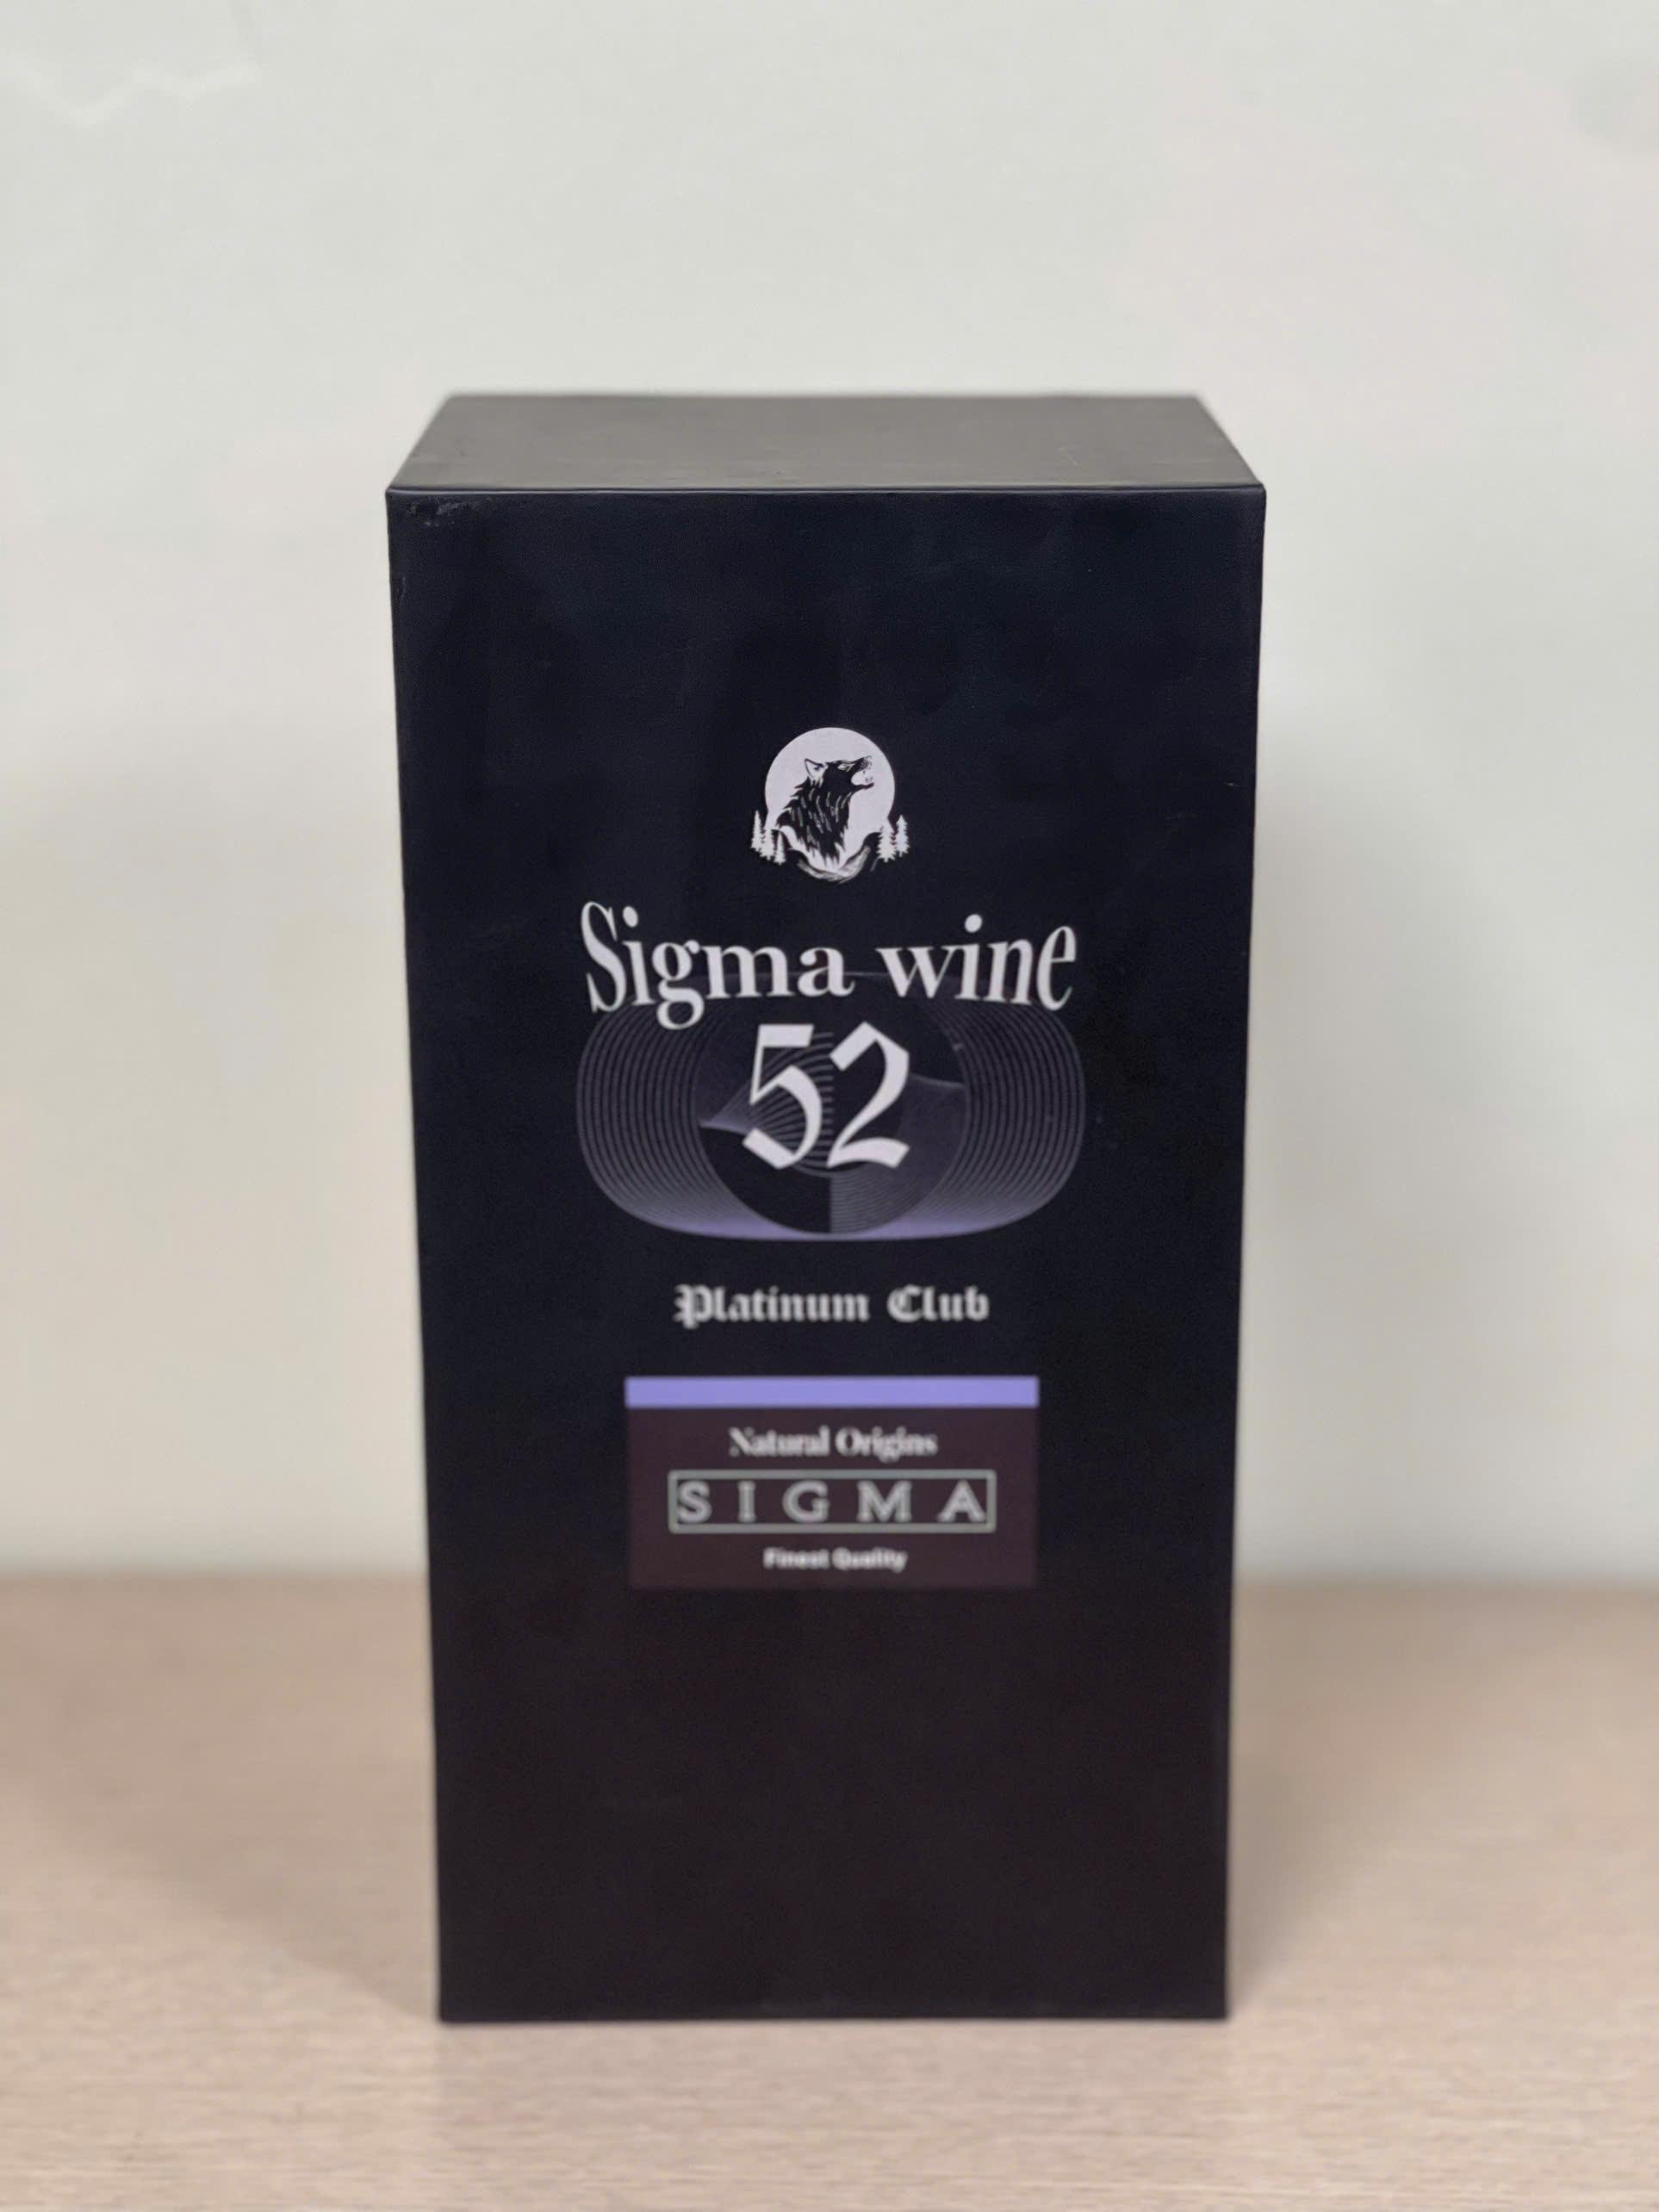 Sigma wine
52
Platinum Club
Natural Origins
SIGMA
Finest Quality